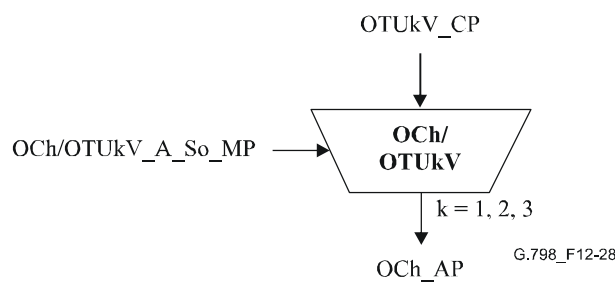 OTUkV_CP
OCh/OTUkV_A_So_MP
OCh/
OTUkV
k = 1, 2, 3
OCh_AP
G.798_F12-28